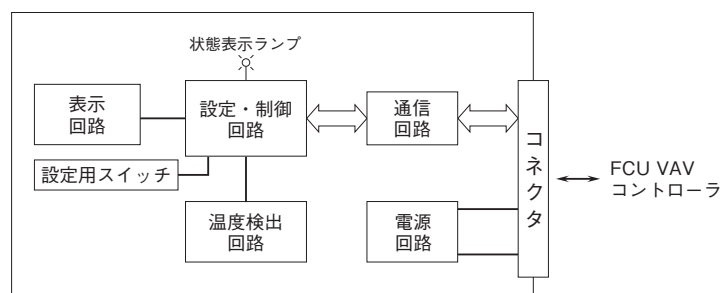 状態表示ランプ
表示
回路
設定・制御
回路
通信
回路
設定用スイッチ
温度検出
回路
電源
回路
コネクタ
FCU VAV
コントローラ